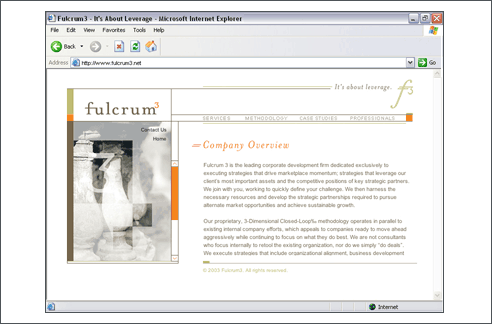 Fulcrum3 - It's About Leverage - Microsoft Internet Explorer
File Edit View Favorites Tools Help
Back
Address http://www.fulcrum3.net Go
It's about leverage. f3
fulcrum3
SERVICES METHODOLOGY CASE STUDIES PROFESSIONALS
Contact Us
Home
Company Overview
Fulcrum 3 is the leading corporate development firm dedicated exclusively to
executing strategies that drive marketplace momentum; strategies that leverage our
client's most important assets and the competitive positions of key strategic partners.
We join with you, working to quickly define your challenge. We then harness the
necessary resources and develop the strategic partnerships required to pursue
alternate market opportunities and achieve sustainable growth.
Our proprietary, 3-Dimensional Closed-Loop‰ methodology operates in parallel to
existing internal company efforts, which appeals to companies ready to move ahead
aggressively while continuing to focus on what they do best. We are not consultants
who focus internally to retool the existing organization, nor do we simply "do deals".
We execute strategies that include organizational alignment, business development
© 2003 Fulcrum3. All rights reserved.
Internet